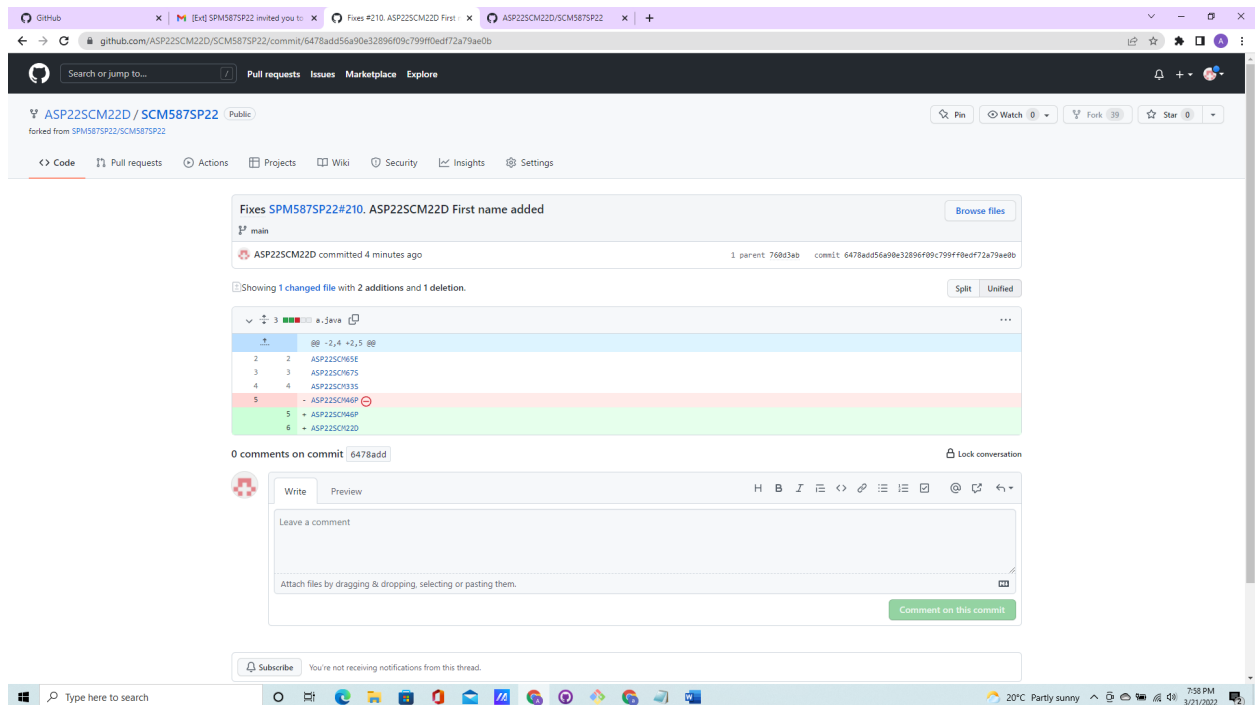 GitHub
[Ext] SPM587SP22 invited you to
Fixes #210. ASP22SCM22D First
ASP22SCM22D/SCM587SP22
github.com/ASP22SCM22D/SCM587SP22/commit/6478add56a90e32896f09c799ff0edf72a79ae0b
A
Search or jump to...
/
Pull requests Issues Marketplace Explore
ASP22SCM22D / SCM587SP22 Public
Pin Watch 0 Fork 39 Star 0
forked from SPM587SP22/SCM587SP22
Code Pull requests Actions Projects Wiki Security Insights Settings
Fixes SPM587SP22#210. ASP22SCM22D First name added
Browse files
main
ASP22SCM22D committed 4 minutes ago
1 parent 760d3ab commit 6478add56a90e32896f09c799ff0edf72a79ae0b
Showing 1 changed file with 2 additions and 1 deletion.
Split Unified
3 a.java
@@ -2,4 +2,5 @@
2 2 ASP22SCM65E
3 3 ASP22SCM67S
4 4 ASP22SCM33S
5 - ASP22SCM46P
5 + ASP22SCM46P
6 + ASP22SCM22D
0 comments on commit 6478add
Lock conversation
Write Preview
H B I
Leave a comment
Attach files by dragging & dropping, selecting or pasting them.
Comment on this commit
Subscribe You're not receiving notifications from this thread.
Type here to search
20°C Partly sunny
7:58 PM
3/21/2022
2